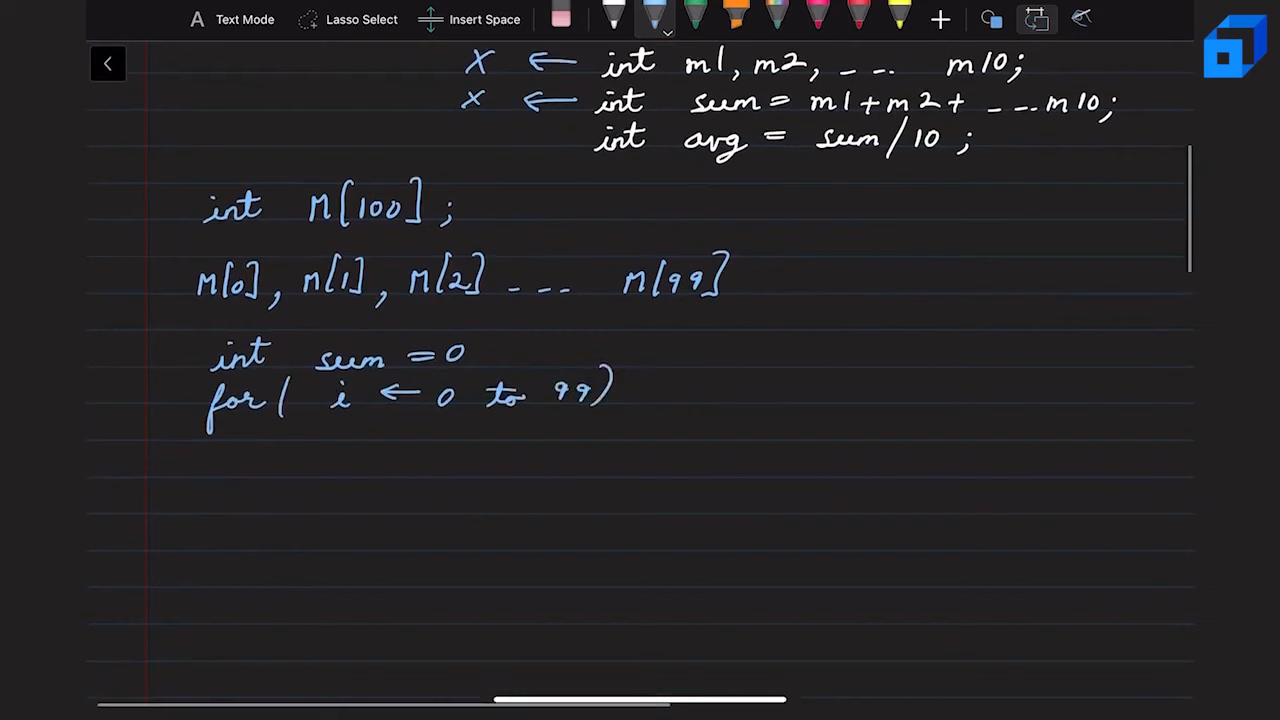 Text Mode Lasso Select Insert Space
X ← int m1, m2, _ _.. m10;
x ← int sum = m1+m2+ _ _..m10;
int avg = sum/10 ;
int M[100] ;
M[0], M[1], M[2] - -- M[99]
int sum = 0
for( i ← 0 to 99)